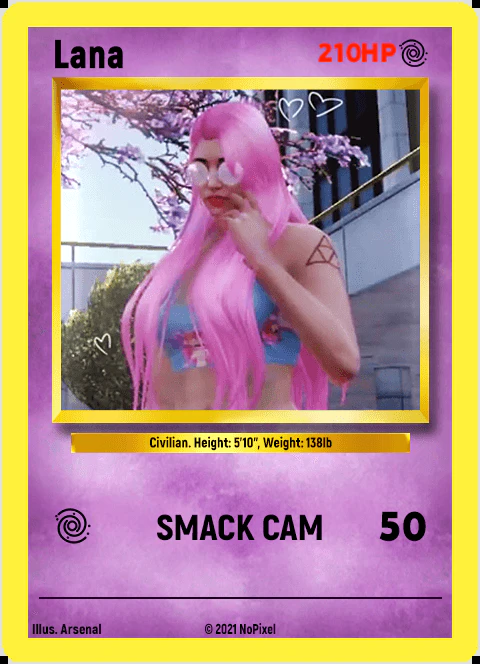 Lana 210HP
Civilian. Height: 5'10", Weight: 138lb
SMACK CAM 50
Illus. Arsenal © 2021 NoPixel